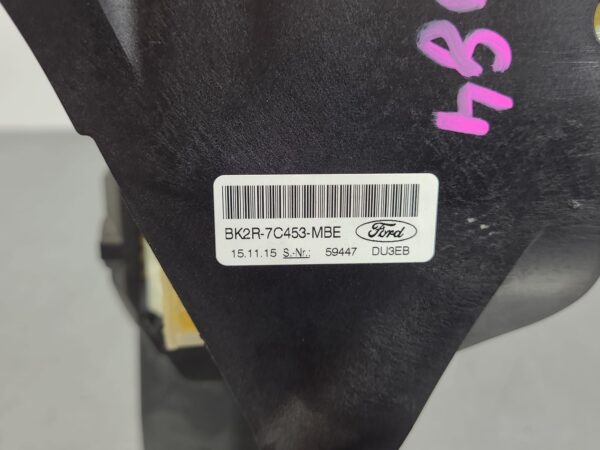 BK2R-7C453-MBE Ford
15.11.15 S.-Nr.: 59447 DU3EB